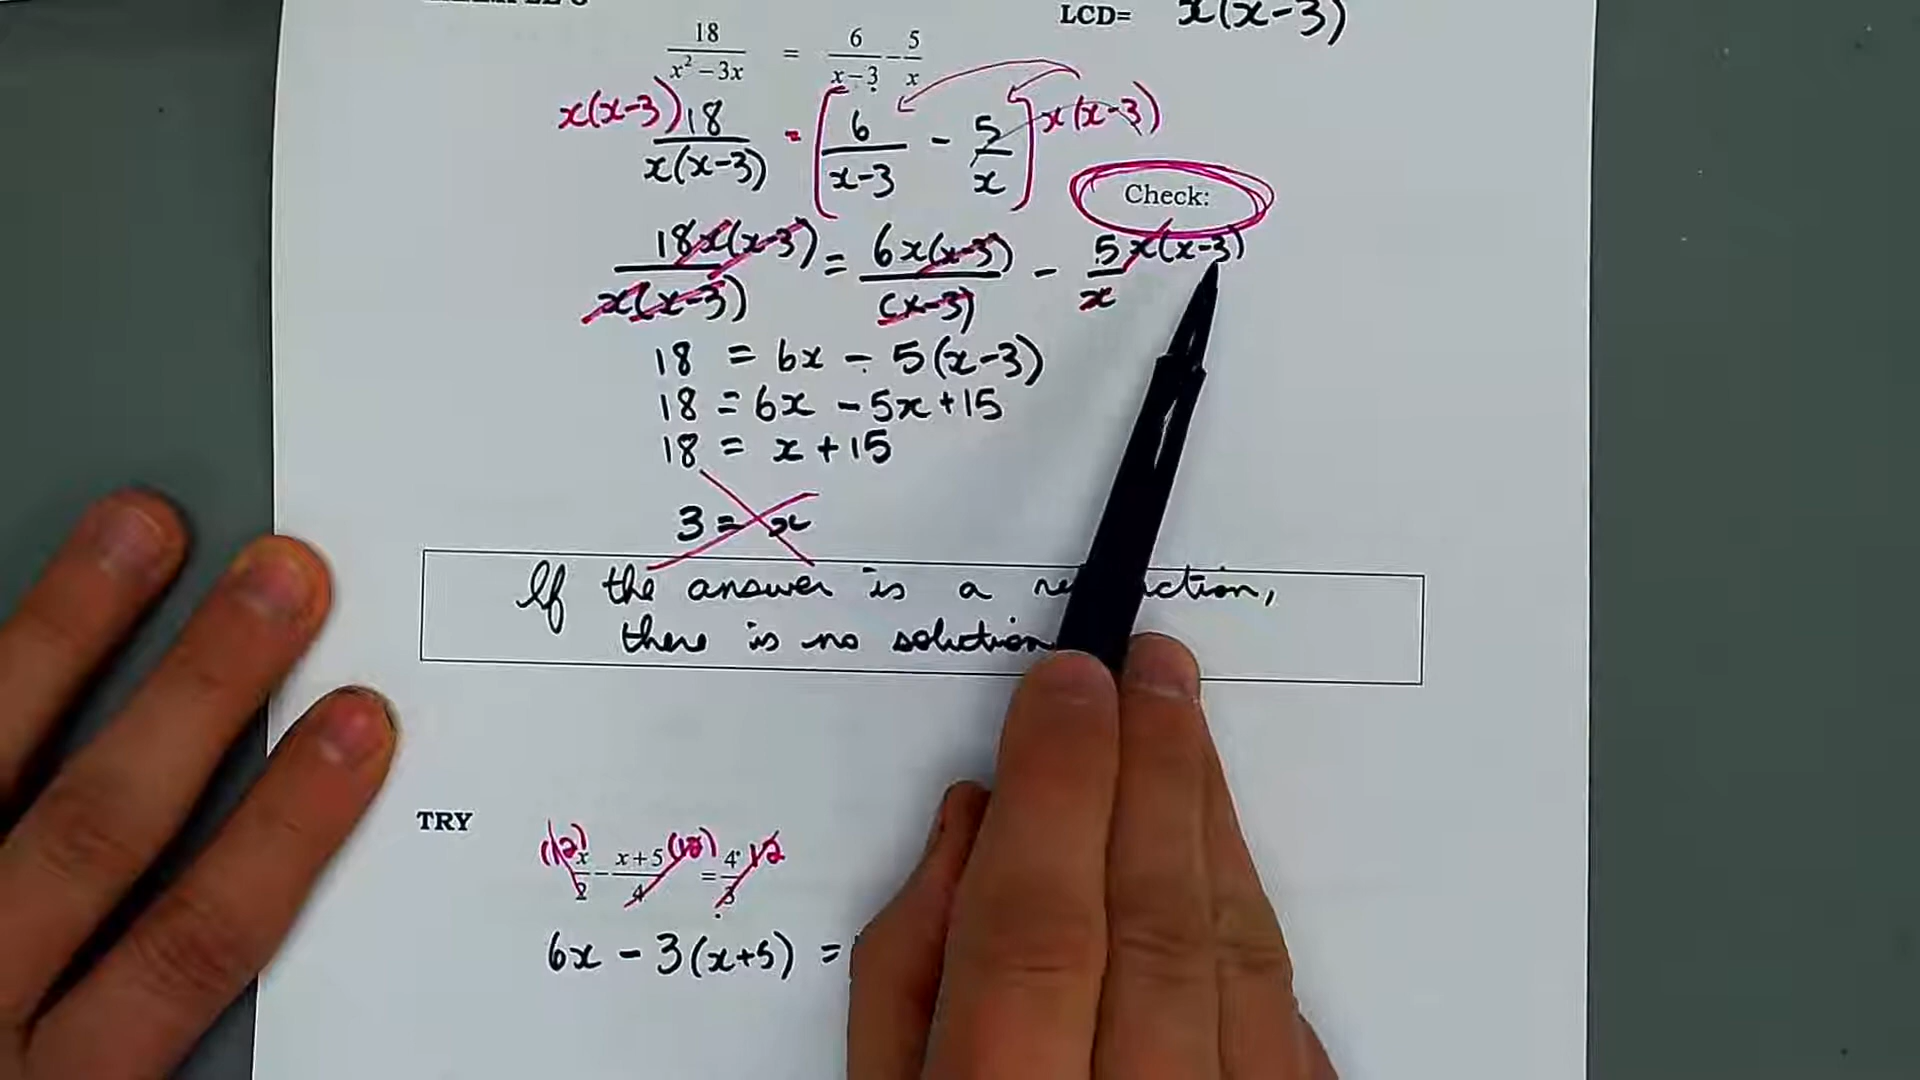 LCD= x(x-3)
18/(x² - 3x) = 6/(x-3) - 5/x
x(x-3) 18/(x(x-3)) = [6/(x-3) - 5/x] x(x-3)
Check:
18x(x-3)/(x(x-3)) = 6x(x-3)/(x-3) - 5x(x-3)/x
18 = 6x - 5(x-3)
18 = 6x - 5x + 15
18 = x + 15
3 = x
If the answer is a
there is no solution
TRY
(12)x/2 - (x+5)(12)/4 = 4·12/3
6x - 3(x+5) =